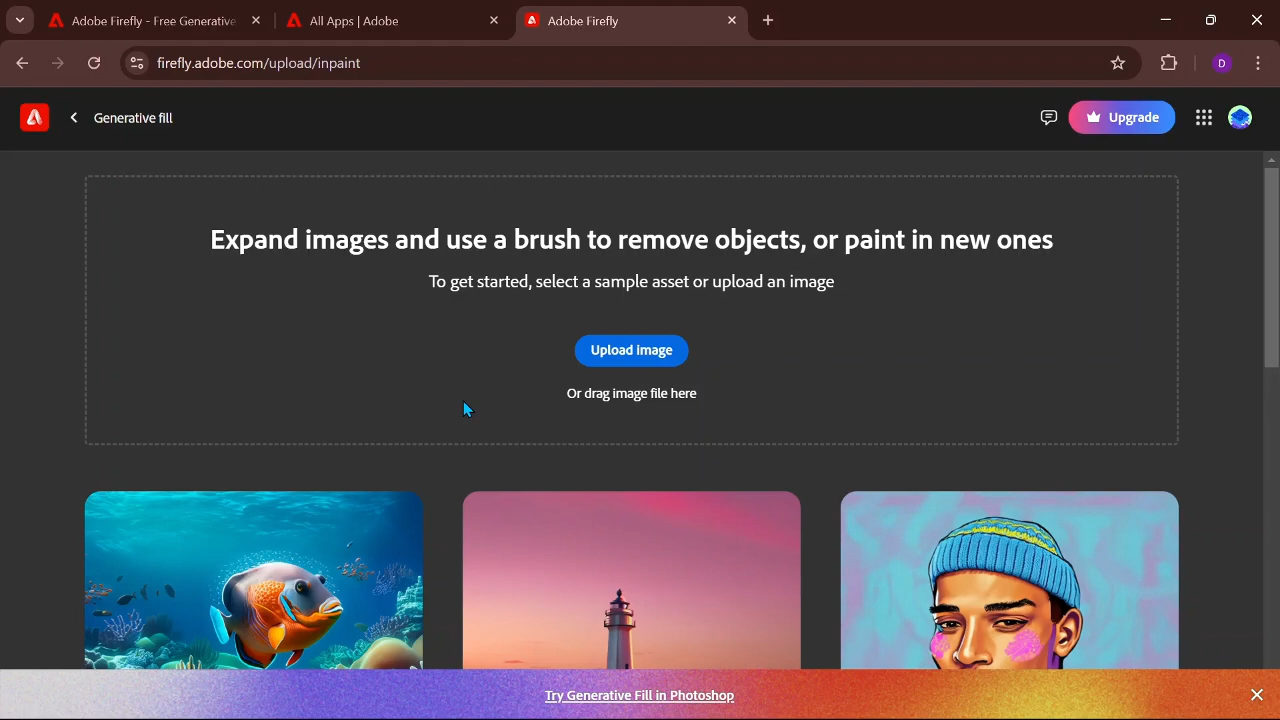 Adobe Firefly - Free Generative
All Apps | Adobe
Adobe Firefly
firefly.adobe.com/upload/inpaint
D
Generative fill
Upgrade
Expand images and use a brush to remove objects, or paint in new ones
To get started, select a sample asset or upload an image
Upload image
Or drag image file here
Try Generative Fill in Photoshop